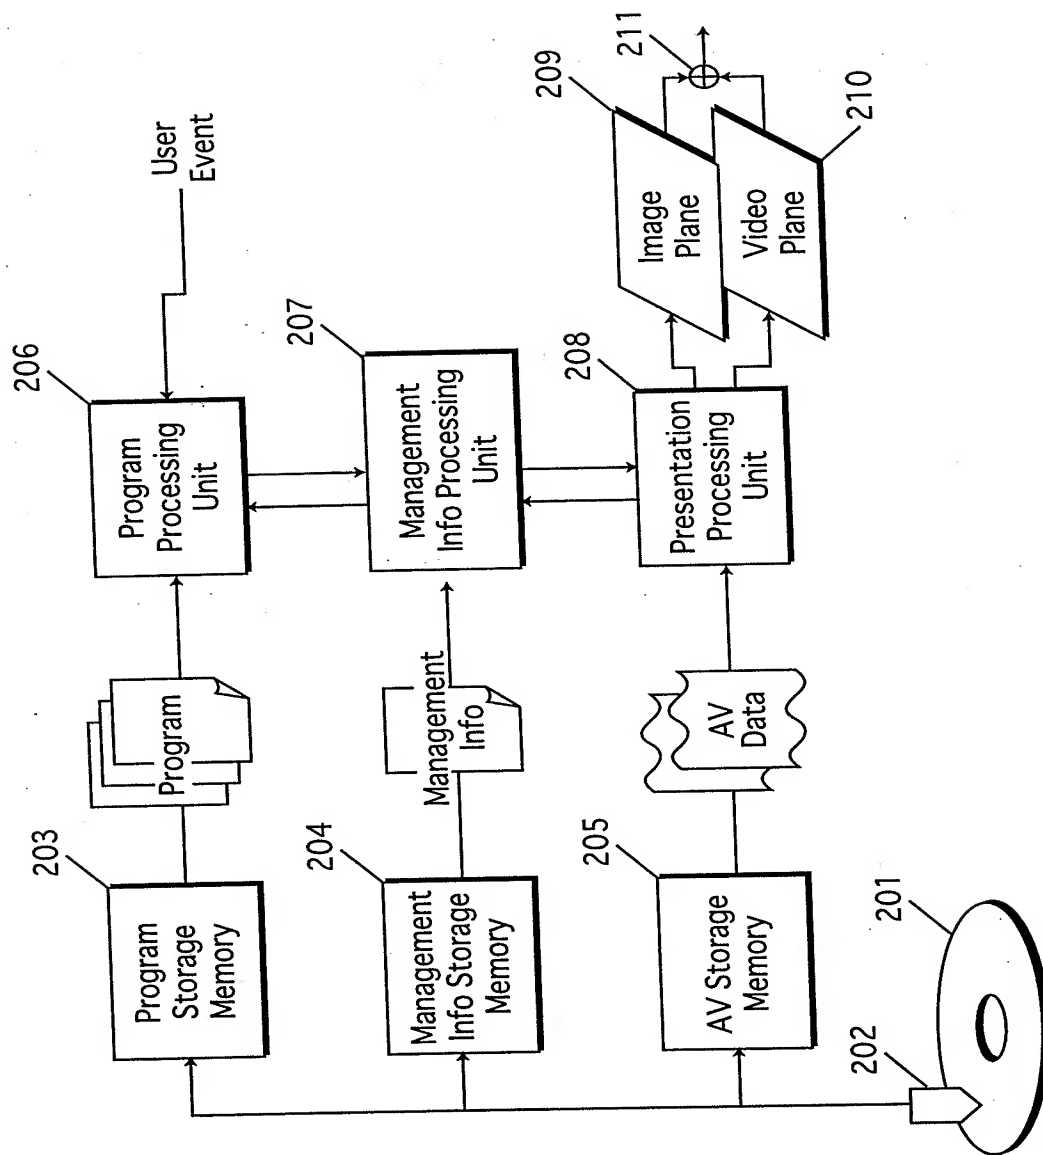 206
Program
Processing
Unit
User
Event
203
Program
Storage
Memory
Program
207
Management
Info Processing
Unit
204
Management
Info Storage
Memory
Management
Info
208
Presentation
Processing
Unit
205
AV Storage
Memory
AV
Data
209
Image
Plane
211
Video
Plane
210
201
202